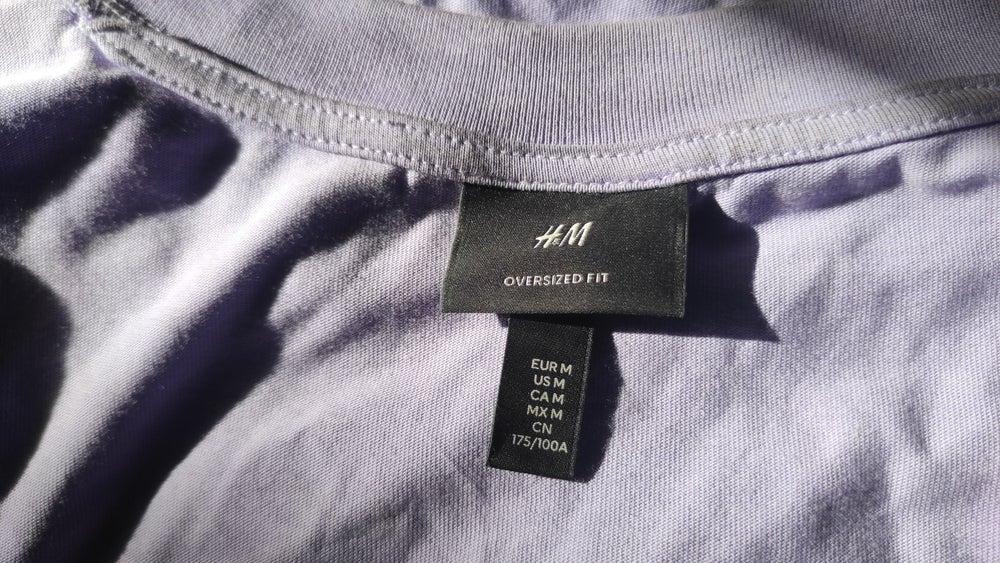 H&M
OVERSIZED FIT
EUR M
US M
CA M
MX M
CN
175/100A